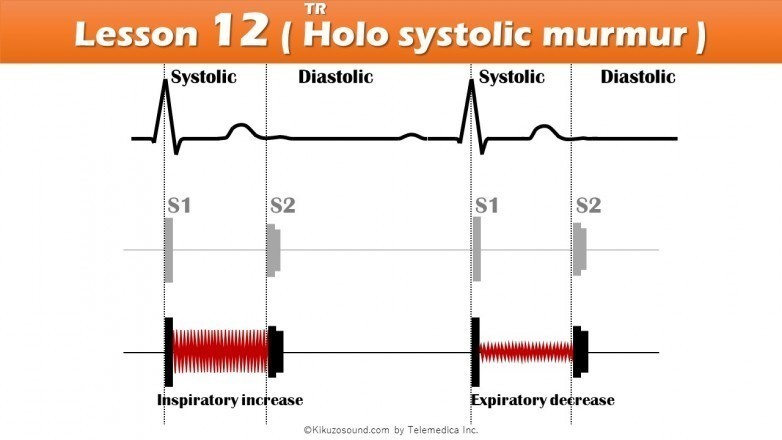 TR
Lesson 12 ( Holo systolic murmur )
Systolic Diastolic Systolic Diastolic
S1 S2 S1 S2
Inspiratory increase Expiratory decrease
©Kikuzosound.com by Telemedica Inc.